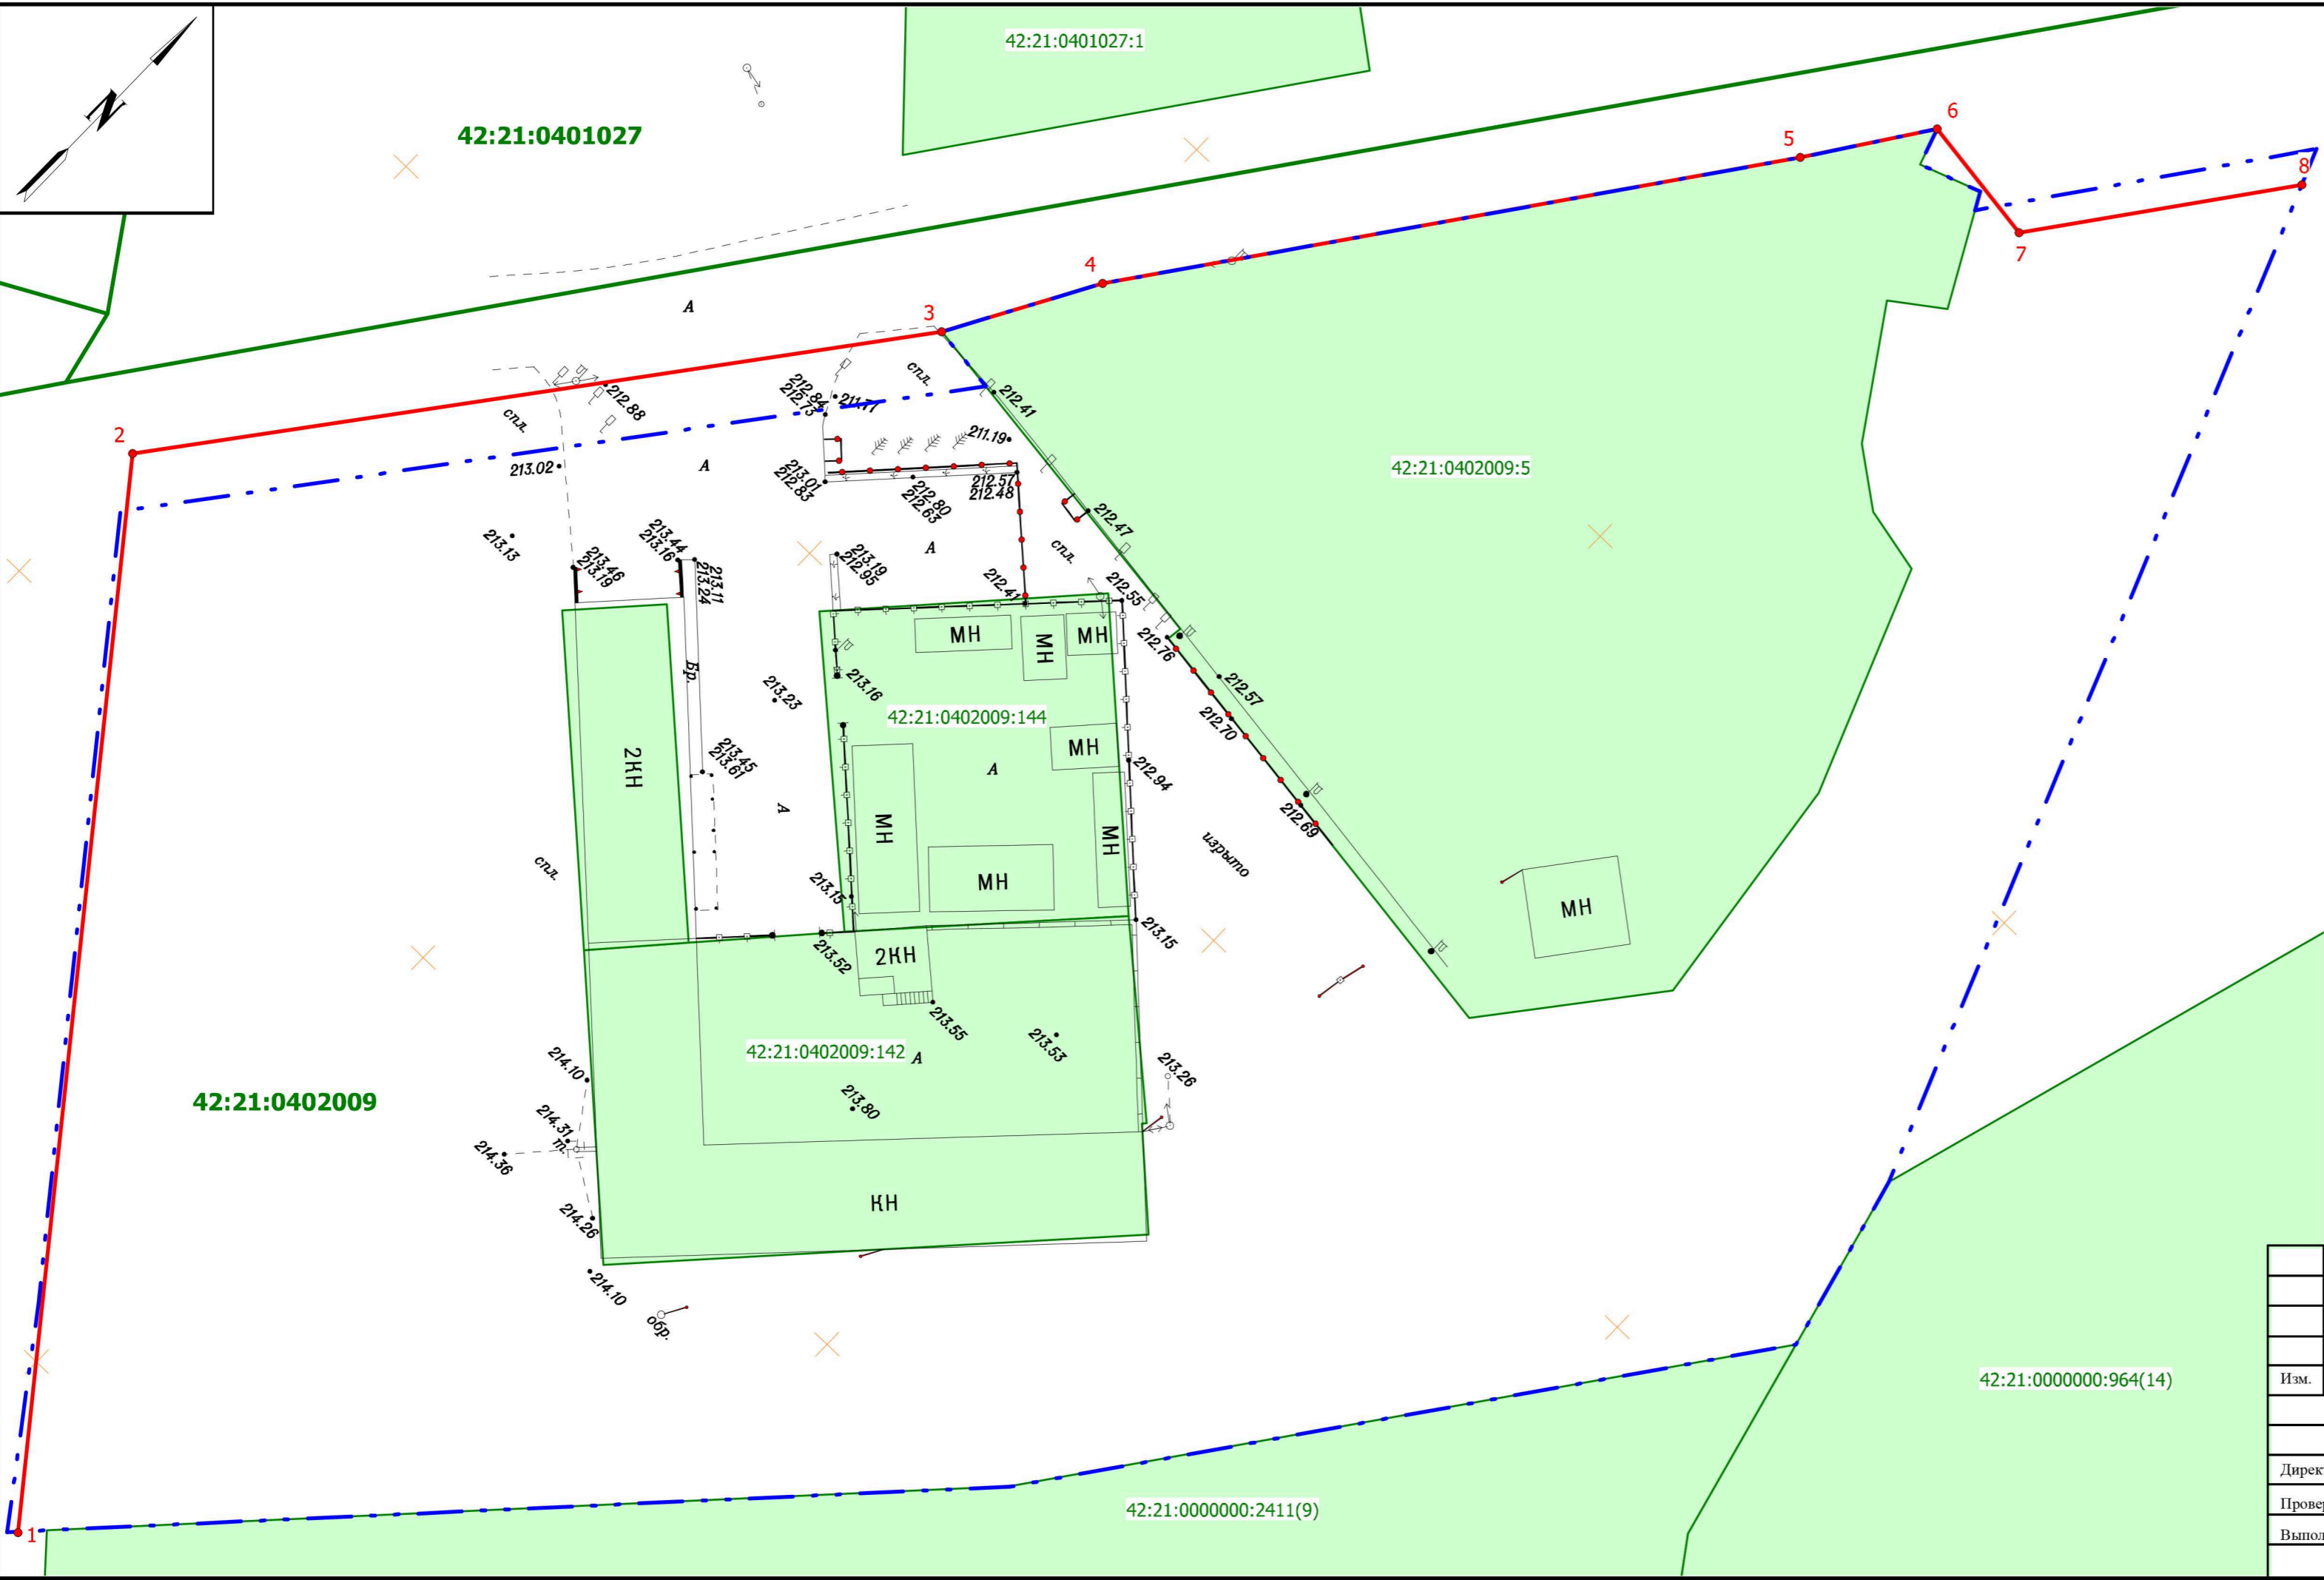 N
42:21:0401027:1
42:21:0401027
6
5
8
7
4
3
А
спл.
2
212.88
спл.
212.84
212.73
211.77
212.41
211.19
42:21:0402009:5
213.02
А
213.01
212.83
212.80
212.63
212.57
212.48
212.47
213.13
213.44
213.16
А
спл.
213.46
213.19
213.11
213.24
213.19
212.95
212.41
212.55
МН
МН
МН
212.76
Бр.
213.23
213.16
212.57
42:21:0402009:144
212.70
2КН
213.45
213.61
МН
А
212.94
А
МН
МН
212.69
спл.
213.15
МН
изрыто
МН
213.52
2КН
213.15
213.55
213.53
42:21:0402009:142
А
214.10
213.26
42:21:0402009
213.80
214.31
т.
214.36
КН
214.26
214.10
обр.
42:21:0000000:964(14)
Изм.
42:21:0000000:2411(9)
1
Дирек
Провер
Выпол